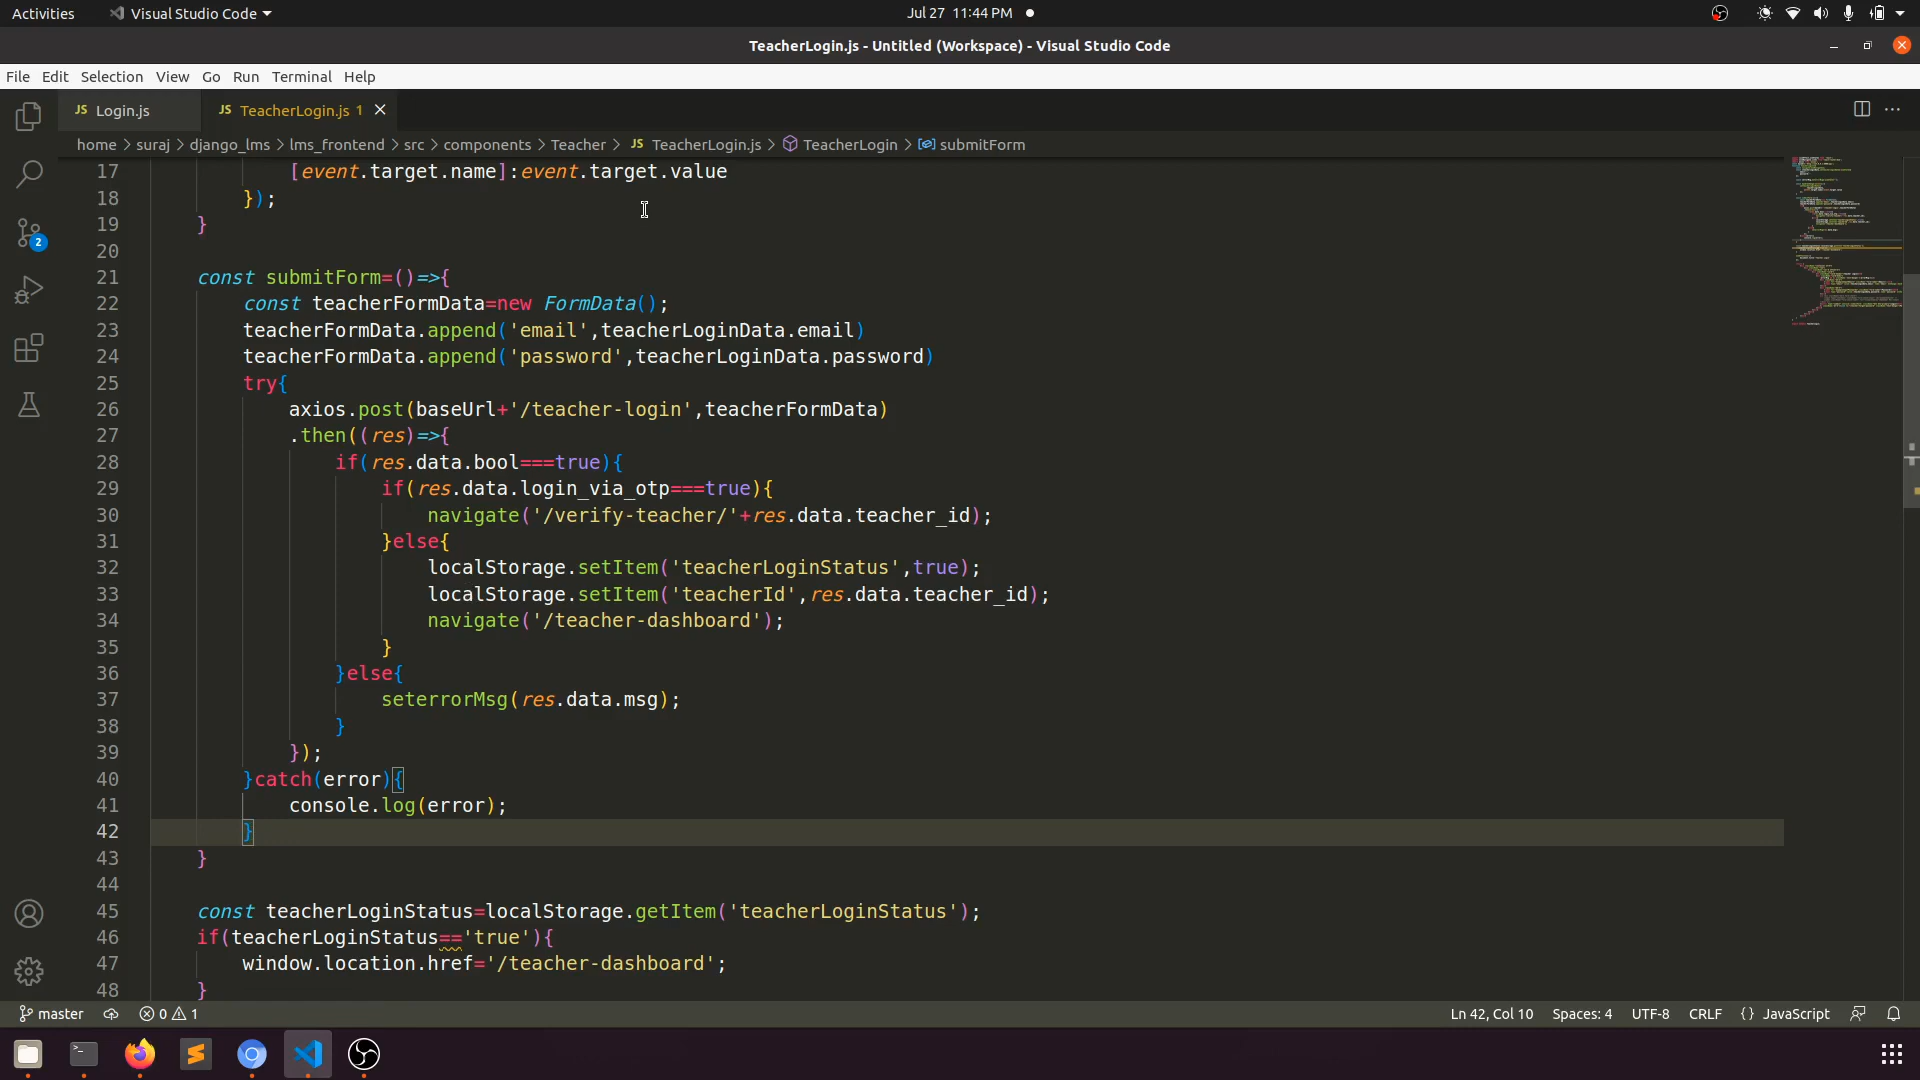 Activities Visual Studio Code Jul 27 11:44 PM
TeacherLogin.js - Untitled (Workspace) - Visual Studio Code
File Edit Selection View Go Run Terminal Help
JS Login.js JS TeacherLogin.js 1
home > suraj > django_lms > lms_frontend > src > components > Teacher > JS TeacherLogin.js > TeacherLogin > submitForm
17 [event.target.name]:event.target.value
18 });
19 }
20
21 const submitForm=()=>{
22 const teacherFormData=new FormData();
23 teacherFormData.append('email',teacherLoginData.email)
24 teacherFormData.append('password',teacherLoginData.password)
25 try{
26 axios.post(baseUrl+'/teacher-login',teacherFormData)
27 .then((res)=>{
28 if(res.data.bool===true){
29 if(res.data.login_via_otp===true){
30 navigate('/verify-teacher/'+res.data.teacher_id);
31 }else{
32 localStorage.setItem('teacherLoginStatus',true);
33 localStorage.setItem('teacherId',res.data.teacher_id);
34 navigate('/teacher-dashboard');
35 }
36 }else{
37 seterrorMsg(res.data.msg);
38 }
39 });
40 }catch(error){
41 console.log(error);
42 }
43 }
44
45 const teacherLoginStatus=localStorage.getItem('teacherLoginStatus');
46 if(teacherLoginStatus=='true'){
47 window.location.href='/teacher-dashboard';
48 }
2
master 0 1 Ln 42, Col 10 Spaces: 4 UTF-8 CRLF {} JavaScript